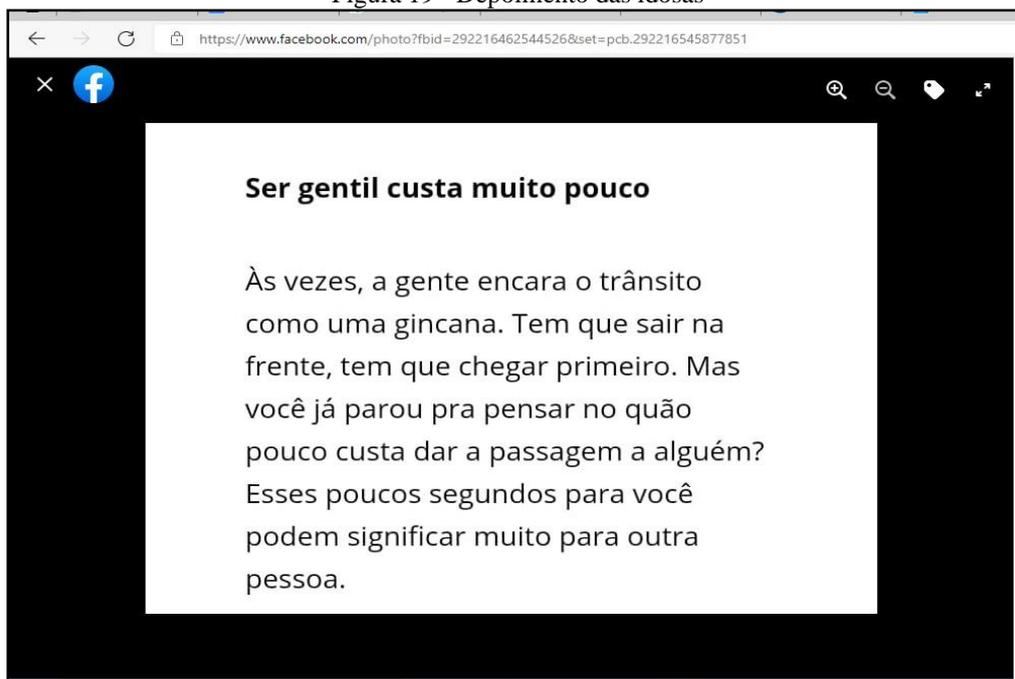 Figura 19 - Depoimento das idosas
https://www.facebook.com/photo?fbid=292216462544526&set=pcb.292216545877851
Ser gentil custa muito pouco
Às vezes, a gente encara o trânsito
como uma gincana. Tem que sair na
frente, tem que chegar primeiro. Mas
você já parou pra pensar no quão
pouco custa dar a passagem a alguém?
Esses poucos segundos para você
podem significar muito para outra
pessoa.